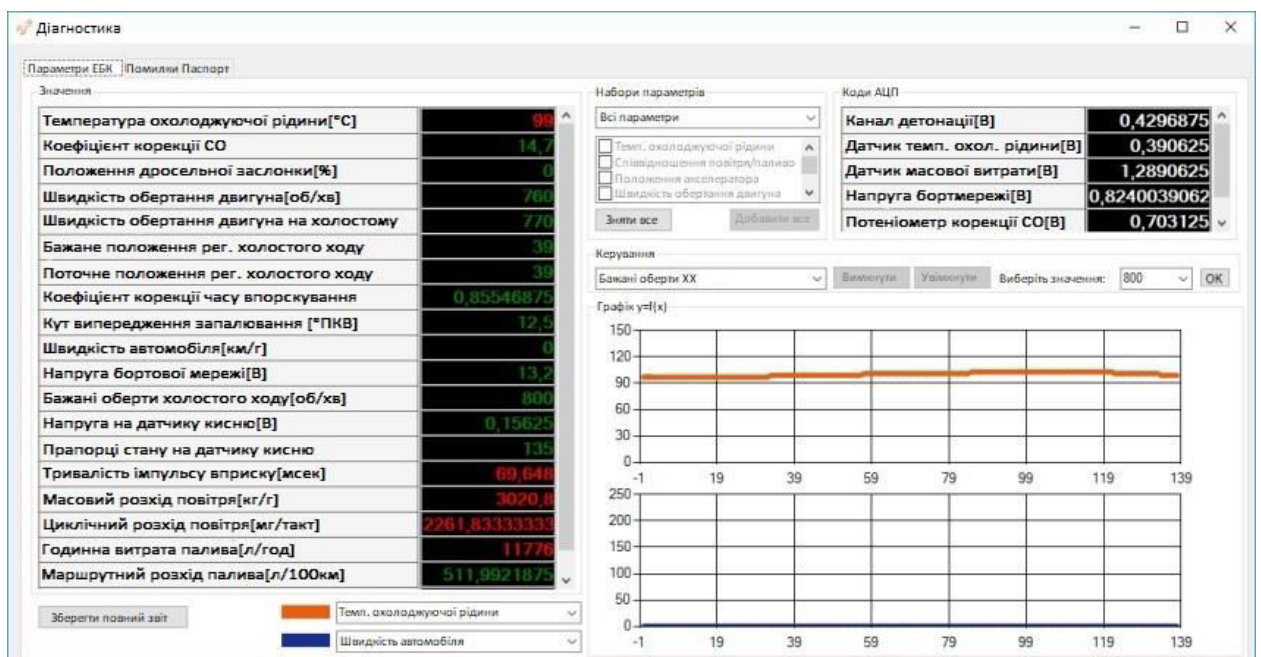 Діагностика
Параметри ЕБК Помилки Паспорт
Значення
Температура охолоджуючої рідини[°С] 99
Коефіцієнт корекції СО 14,7
Положення дросельної заслонки[%] 0
Швидкість обертання двигуна[об/хв] 760
Швидкість обертання двигуна на холостому 770
Бажане положення рег. холостого ходу 39
Поточне положення рег. холостого ходу 39
Коефіцієнт корекції часу впорскування 0,85546875
Кут випередження запалювання [°ПКВ] 12,5
Швидкість автомобіля[км/г] 0
Напруга бортової мережі[В] 13,2
Бажані оберти холостого ходу[об/хв] 800
Напруга на датчику кисню[В] 0,15625
Прапорці стану на датчику кисню 135
Тривалість імпульсу вприску[мсек] 69,648
Масовий розхід повітря[кг/г] 3020,8
Циклічний розхід повітря[мг/такт] 2261,83333333
Годинна витрата палива[л/год] 11776
Маршрутний розхід палива[л/100км] 511,9921875
Зберегти повний звіт
Темп. охолоджуючої рідини
Швидкість автомобіля
Набори параметрів
Всі параметри
Темп. охолоджуючої рідини
Співвідношення повітря/паливо
Положення акселератора
Швидкість обертання двигуна
Зняти все Добавити все
Коди АЦП
Канал детонації[В] 0,4296875
Датчик темп. охол. рідини[В] 0,390625
Датчик масової витрати[В] 1,2890625
Напруга бортмережі[В] 0,8240039062
Потеніометр корекції СО[В] 0,703125
Керування
Бажані оберти ХХ Вимкнути Увімкнути Виберіть значення: 800 OK
Графік y=f(x)
150
120
90
60
30
0
-1 19 39 59 79 99 119 139
250
200
150
100
50
0
-1 19 39 59 79 99 119 139